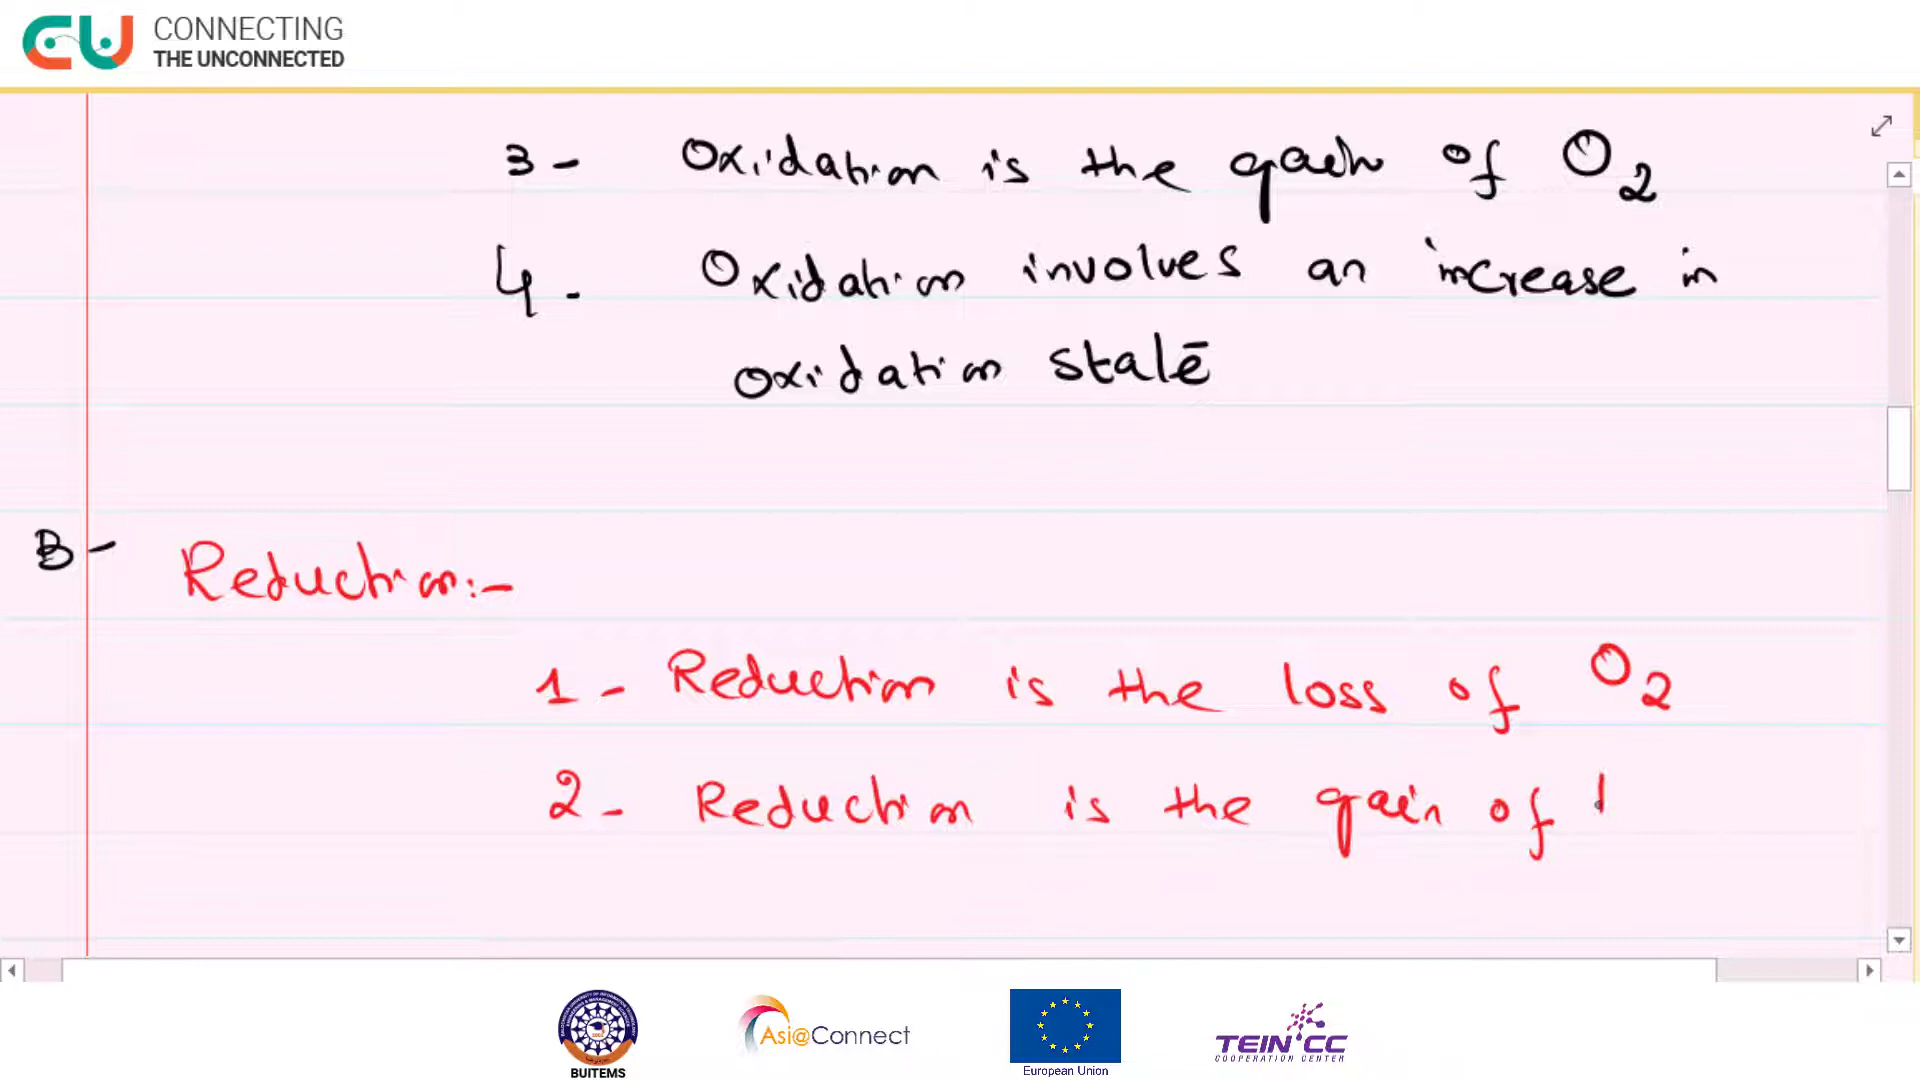 CONNECTING
THE UNCONNECTED
3 - Oxidation is the gain of O2
4 - Oxidation involves an increase in
oxidation state
B - Reduction:-
1 - Reduction is the loss of O2
2 - Reduction is the gain of
BUITEMS
Asi@Connect
European Union
TEIN*CC
COOPERATION CENTER